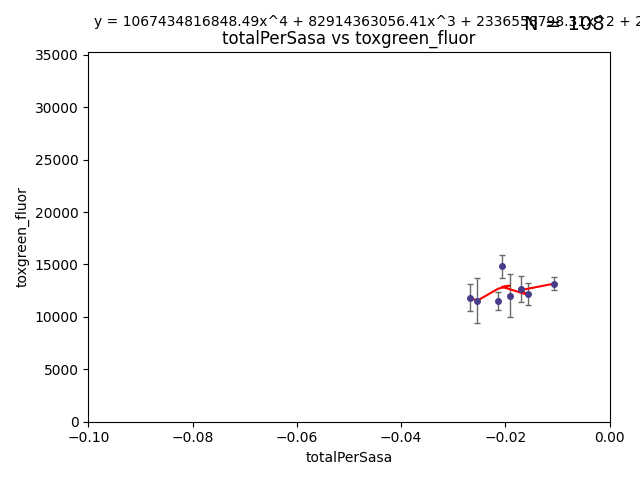 y = 1067434816848.49x^4 + 82914363056.41x^3 + + 2
N = 108
totalPerSasa vs toxgreen_fluor
35000
30000
25000
20000
15000
10000
5000
0
toxgreen_fluor
−0.10 −0.08 −0.06 −0.04 −0.02 0.00
totalPerSasa